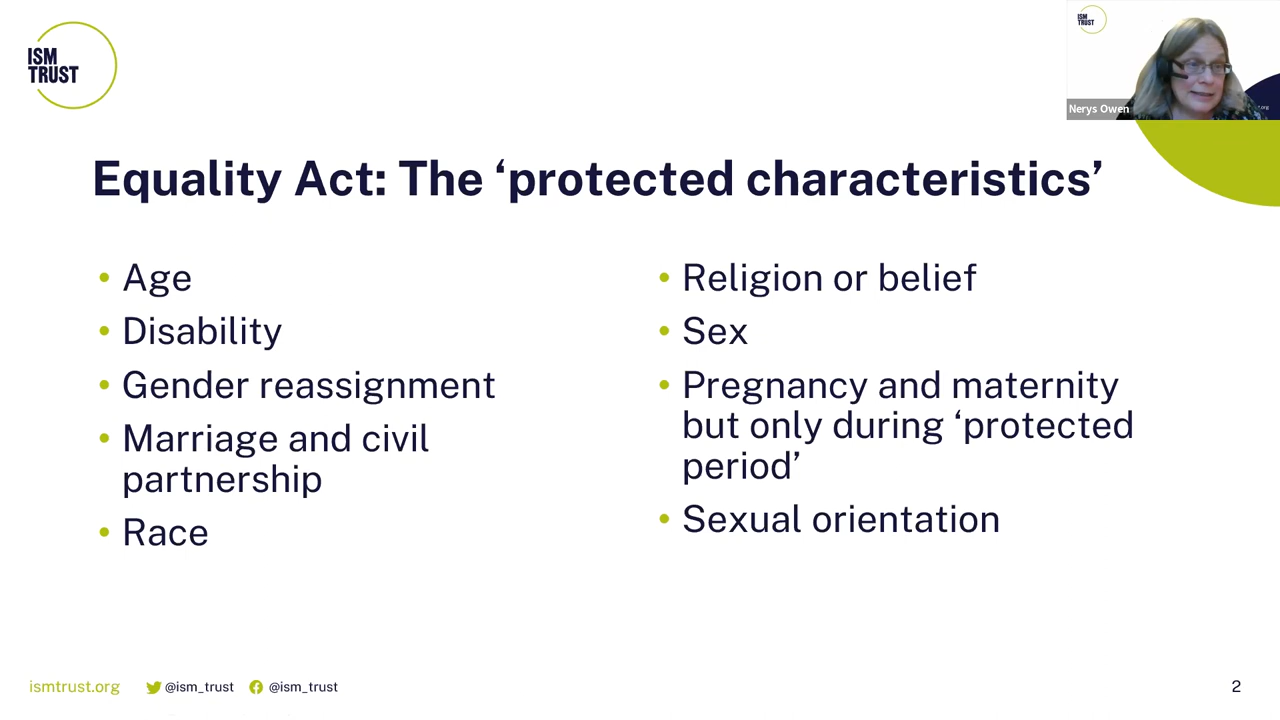 ISM
TRUST
ISM
TRUST
Nerys Owen
Equality Act: The ‘protected characteristics’
• Age
• Disability
• Gender reassignment
• Marriage and civil
partnership
• Race
• Religion or belief
• Sex
• Pregnancy and maternity
but only during ‘protected
period’
• Sexual orientation
ismtrust.org
@ism_trust
@ism_trust
2